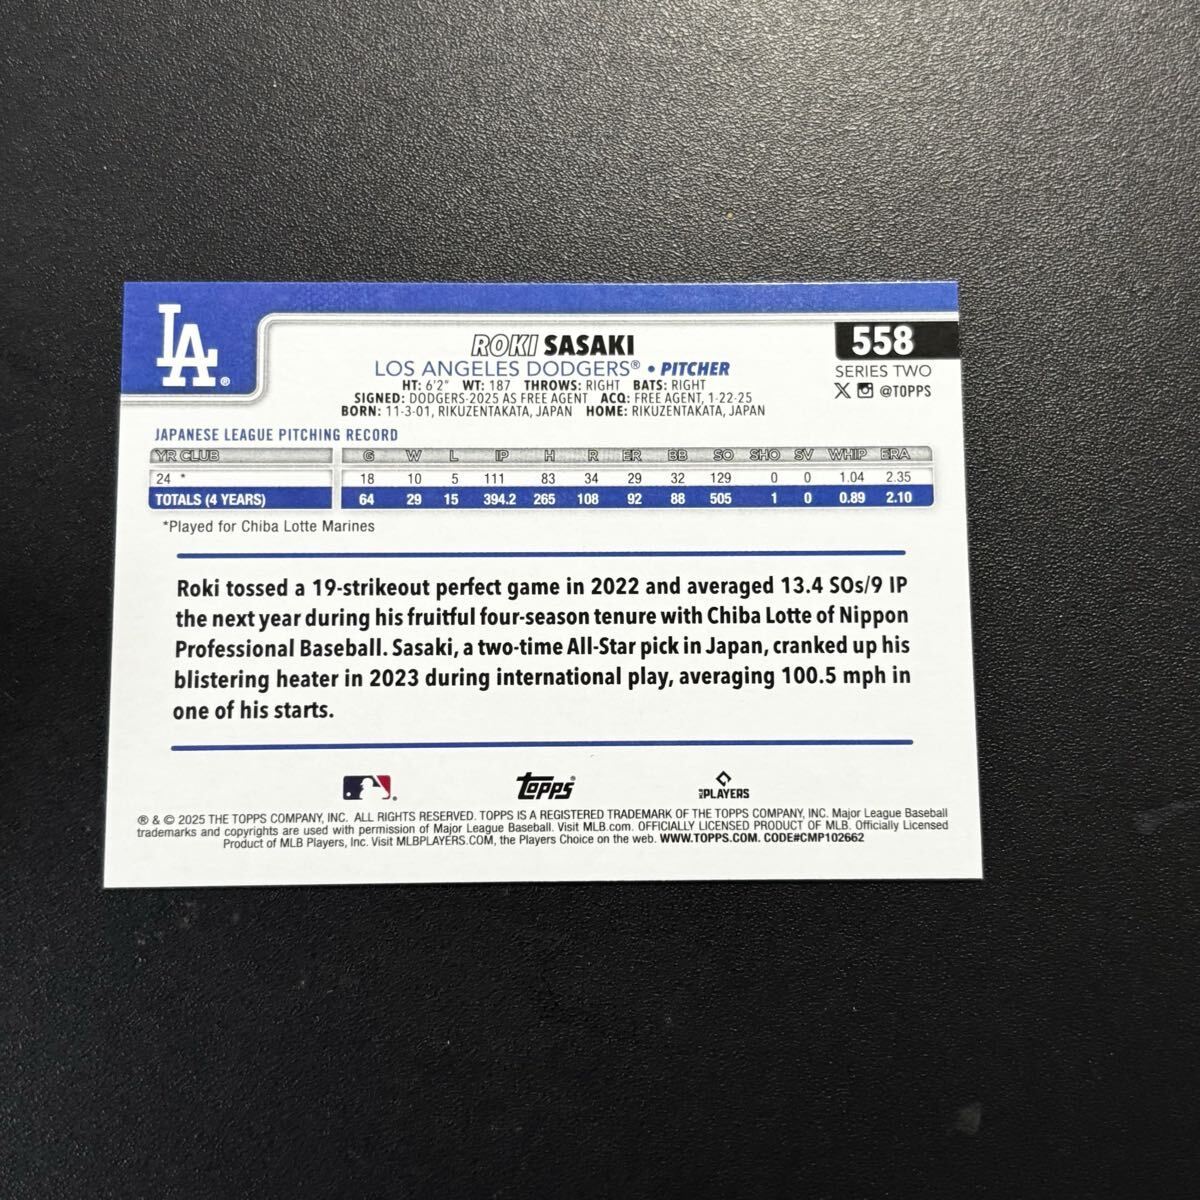 LA®
ROKI SASAKI
558
LOS ANGELES DODGERS® • PITCHER
SERIES TWO
HT: 6'2" WT: 187 THROWS: RIGHT BATS: RIGHT
@TOPPS
SIGNED: DODGERS-2025 AS FREE AGENT ACQ: FREE AGENT, 1-22-25
BORN: 11-3-01, RIKUZENTAKATA, JAPAN HOME: RIKUZENTAKATA, JAPAN
JAPANESE LEAGUE PITCHING RECORD
YR CLUB G W L IP H R ER BB SO SHO SV WHIP ERA
24 * 18 10 5 111 83 34 29 32 129 0 0 1.04 2.35
TOTALS (4 YEARS) 64 29 15 394.2 265 108 92 88 505 1 0 0.89 2.10
*Played for Chiba Lotte Marines
Roki tossed a 19-strikeout perfect game in 2022 and averaged 13.4 SOs/9 IP
the next year during his fruitful four-season tenure with Chiba Lotte of Nippon
Professional Baseball. Sasaki, a two-time All-Star pick in Japan, cranked up his
blistering heater in 2023 during international play, averaging 100.5 mph in
one of his starts.
topps®
MLB PLAYERS
® & © 2025 THE TOPPS COMPANY, INC. ALL RIGHTS RESERVED. TOPPS IS A REGISTERED TRADEMARK OF THE TOPPS COMPANY, INC. Major League Baseball
trademarks and copyrights are used with permission of Major League Baseball. Visit MLB.com. OFFICIALLY LICENSED PRODUCT OF MLB. Officially Licensed
Product of MLB Players, Inc. Visit MLBPLAYERS.COM, the Players Choice on the web. WWW.TOPPS.COM. CODE#CMP102662